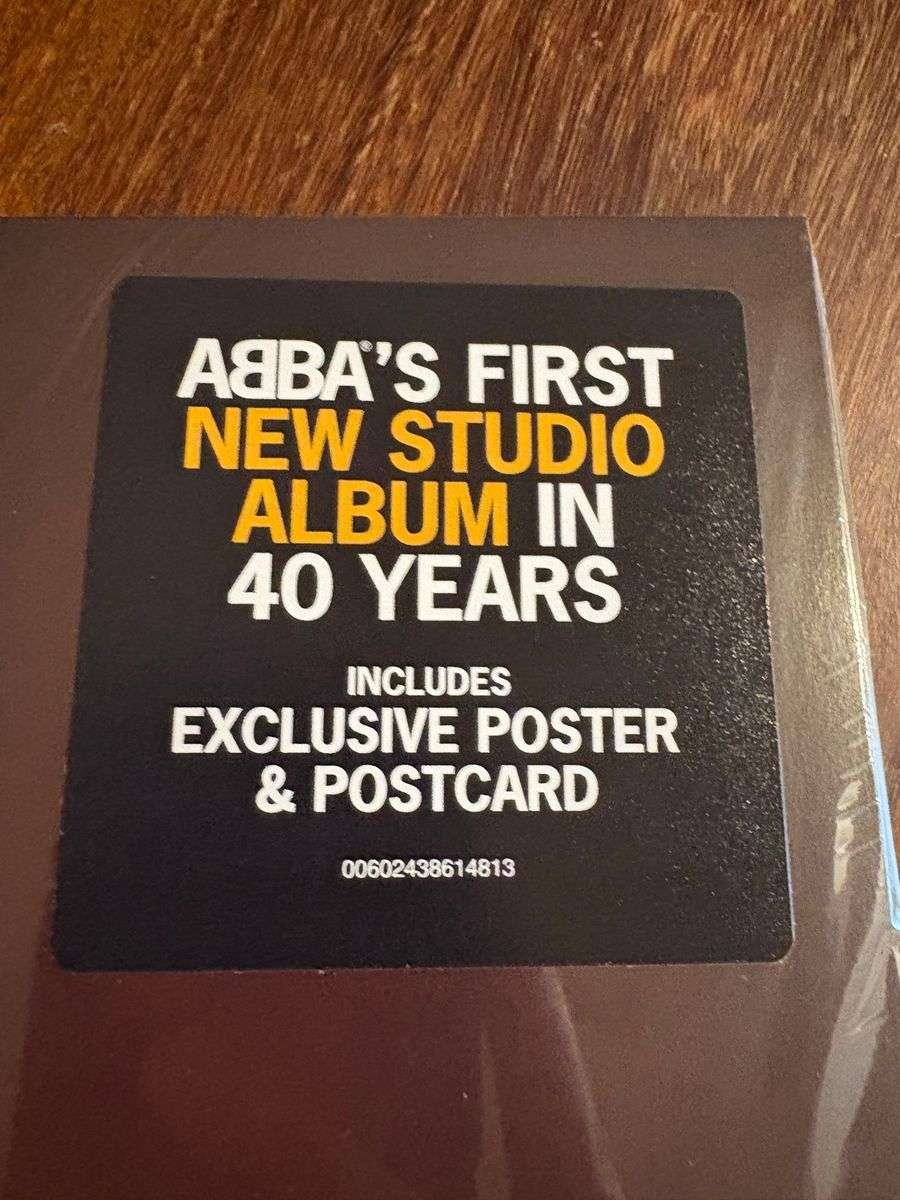 ABBA®'S FIRST
NEW STUDIO
ALBUM IN
40 YEARS
INCLUDES
EXCLUSIVE POSTER
& POSTCARD
00602438614813